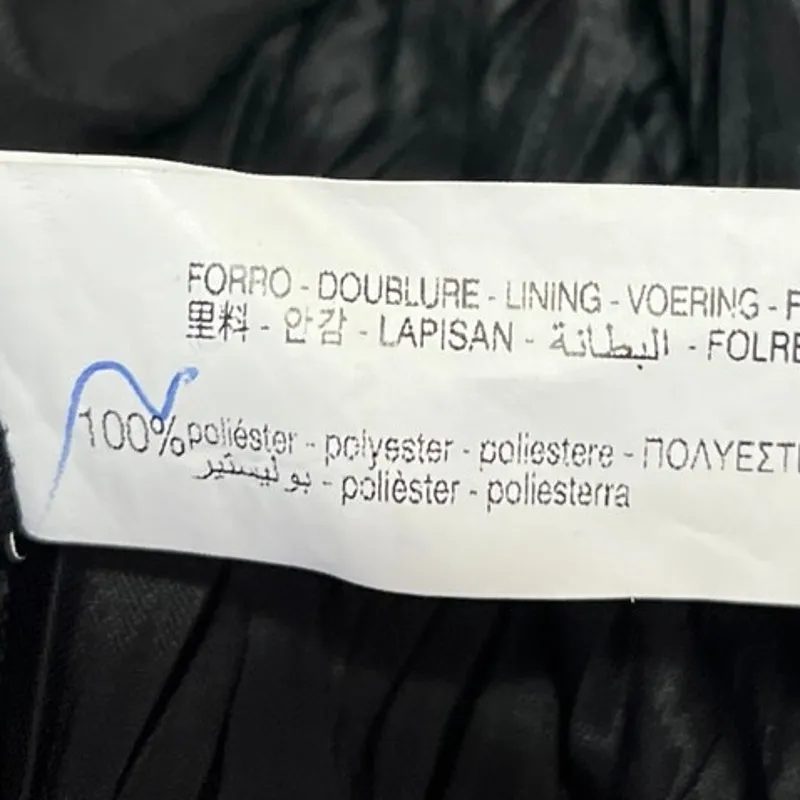 FORRO - DOUBLURE - LINING - VOERING -
里料 - 안감 - LAPISAN - البطانة - FOLRE
100% poliéster - polyester - poliestere - ΠΟΛΥΕΣΤ
بوليستير - polièster - poliesterra